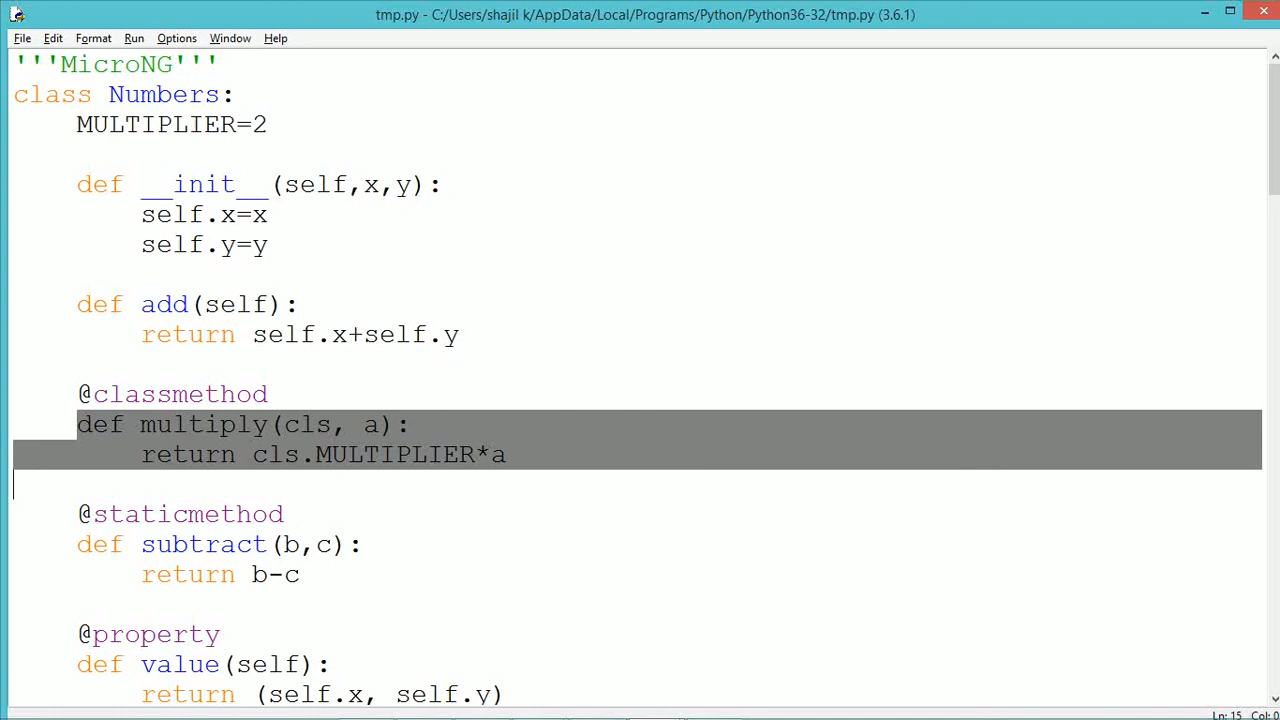 tmp.py - C:/Users/shajil k/AppData/Local/Programs/Python/Python36-32/tmp.py (3.6.1)
File Edit Format Run Options Window Help
'''MicroNG'''
class Numbers:
    MULTIPLIER=2
    def __init__(self,x,y):
        self.x=x
        self.y=y
    def add(self):
        return self.x+self.y
    @classmethod
    def multiply(cls, a):
        return cls.MULTIPLIER*a
    @staticmethod
    def subtract(b,c):
        return b-c
    @property
    def value(self):
        return (self.x, self.y)
Ln: 15 Col: 0